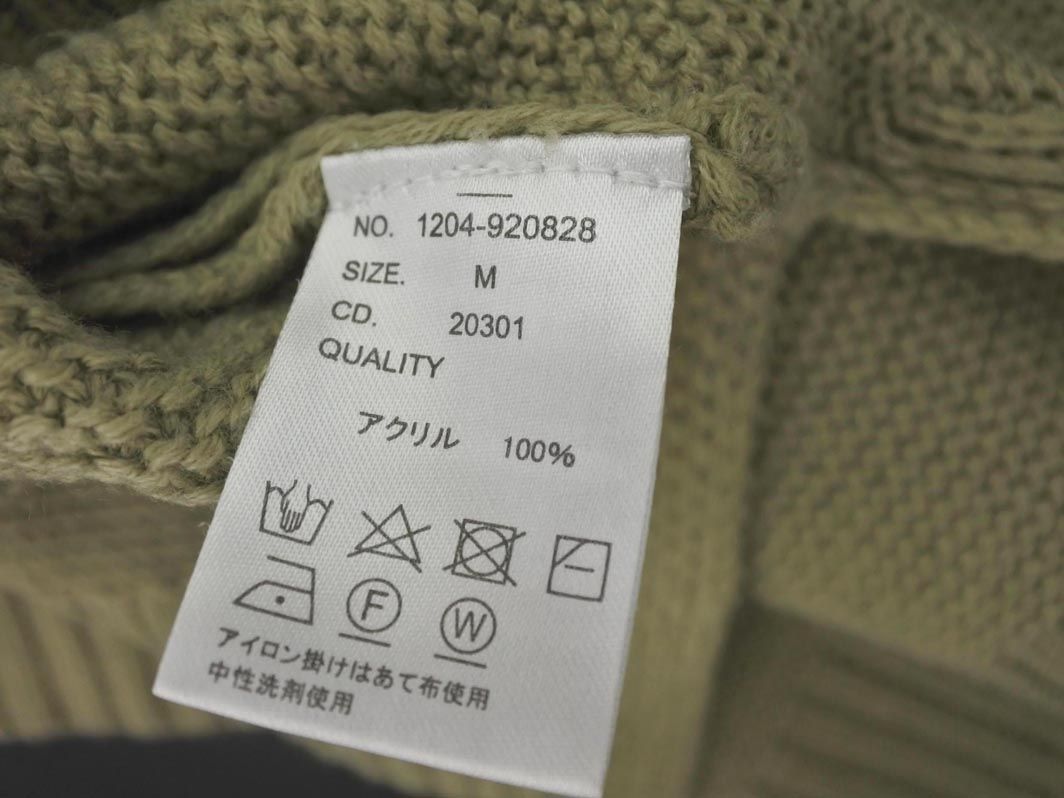 NO. 1204-920828
SIZE. M
CD. 20301
QUALITY
アクリル 100%
F W
アイロン掛けはあて布使用
中性洗剤使用